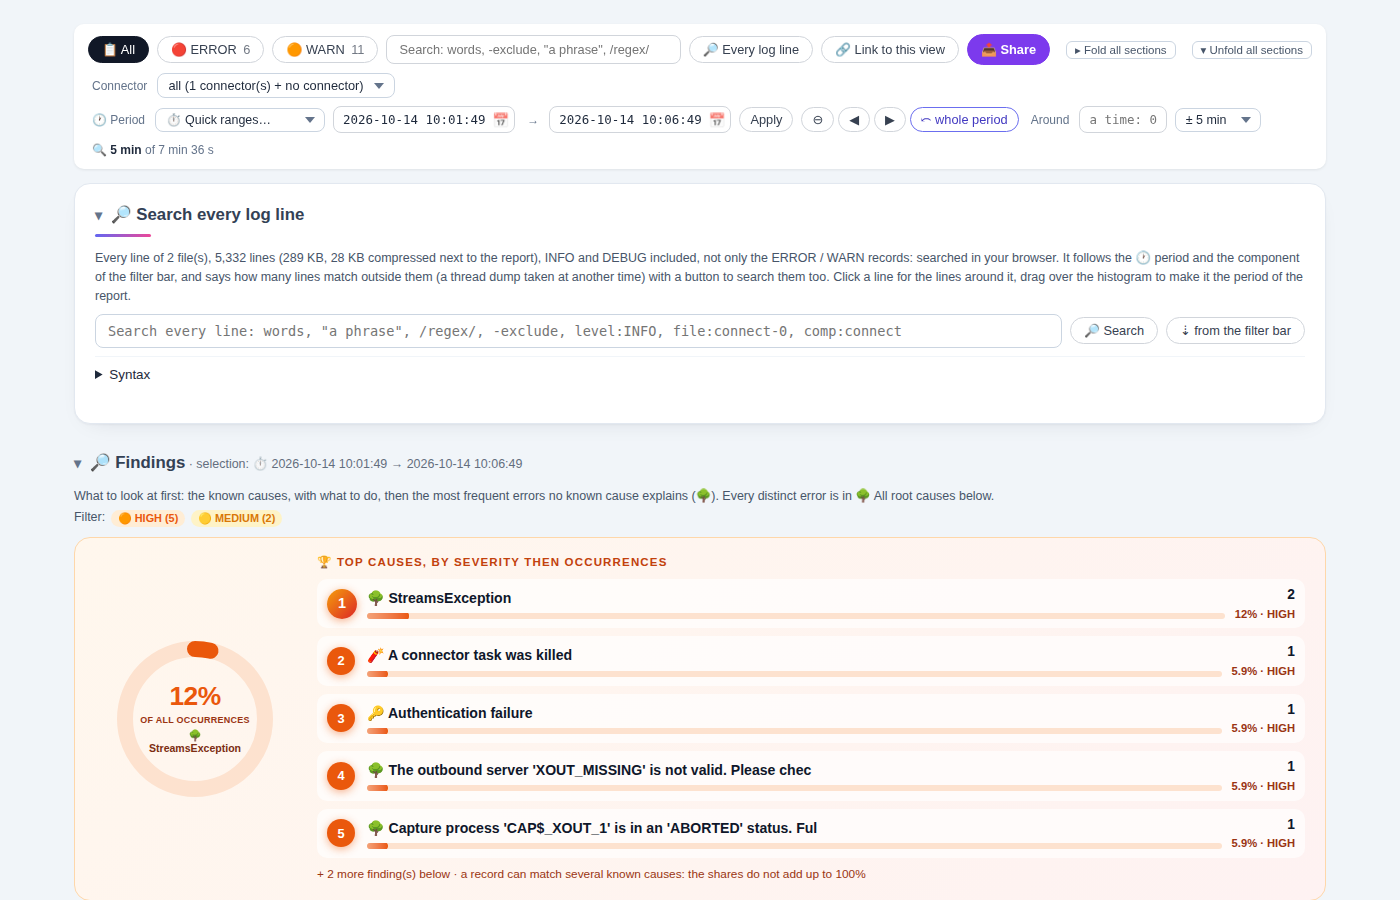 📋 All
🔴 ERROR 6
🟠 WARN 11
Search: words, -exclude, "a phrase", /regex/
🔎 Every log line
🔗 Link to this view
📥 Share
▸ Fold all sections
▾ Unfold all sections
Connector
all (1 connector(s) + no connector)
🕐 Period
⏱️ Quick ranges…
2026-10-14 10:01:49
→
2026-10-14 10:06:49
Apply
⊖
◀
▶
⤺ whole period
Around
a time: 0
± 5 min
🔍 5 min of 7 min 36 s
▾ 🔎 Search every log line
Every line of 2 file(s), 5,332 lines (289 KB, 28 KB compressed next to the report), INFO and DEBUG included, not only the ERROR / WARN records: searched in your browser. It follows the 🕐 period and the component
of the filter bar, and says how many lines match outside them (a thread dump taken at another time) with a button to search them too. Click a line for the lines around it, drag over the histogram to make it the period of the
report.
Search every line: words, "a phrase", /regex/, -exclude, level:INFO, file:connect-0, comp:connect
🔎 Search
⇣ from the filter bar
▶ Syntax
▾ 🔎 Findings · selection: ⏱️ 2026-10-14 10:01:49 → 2026-10-14 10:06:49
What to look at first: the known causes, with what to do, then the most frequent errors no known cause explains (🌳). Every distinct error is in 🌳 All root causes below.
Filter: 🟠 HIGH (5) 🟡 MEDIUM (2)
12%
OF ALL OCCURRENCES
🌳
StreamsException
🏆 TOP CAUSES, BY SEVERITY THEN OCCURRENCES
1
🌳 StreamsException
2
12% · HIGH
2
🧨 A connector task was killed
1
5.9% · HIGH
3
🔑 Authentication failure
1
5.9% · HIGH
4
🌳 The outbound server 'XOUT_MISSING' is not valid. Please chec
1
5.9% · HIGH
5
🌳 Capture process 'CAP$_XOUT_1' is in an 'ABORTED' status. Ful
1
5.9% · HIGH
+ 2 more finding(s) below · a record can match several known causes: the shares do not add up to 100%